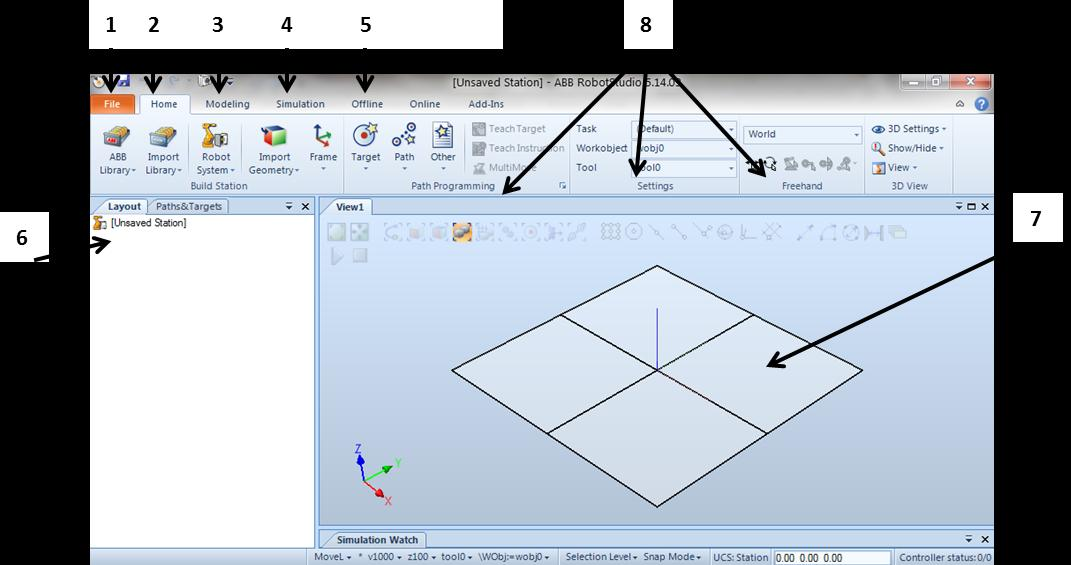 1 2 3 4 5 8
[Unsaved Station] - ABB RobotStudio 5.14.03
File Home Modeling Simulation Offline Online Add-Ins
ABB Library Import Library Robot System Import Geometry Frame
Build Station
Target Path Other
Teach Target
Teach Instruction
MultiMove
Path Programming
Task (Default)
Workobject wobj0
Tool tool0
Settings
World
Freehand
3D Settings
Show/Hide
View
3D View
Layout Paths&Targets
[Unsaved Station]
View1
6
7
Z
Y
X
Simulation Watch
MoveL * v1000 z100 tool0 \WObj:=wobj0 Selection Level Snap Mode UCS: Station 0.00 0.00 0.00 Controller status: 0/0